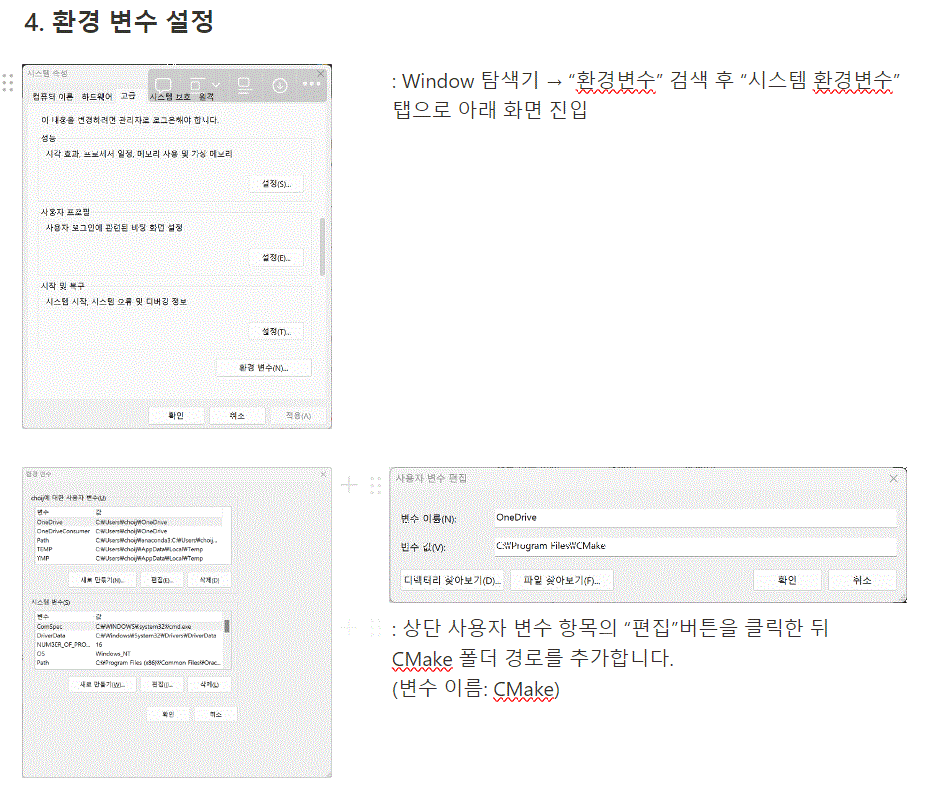 4. 환경 변수 설정
시스템 속성
컴퓨터 이름 하드웨어 고급 시스템 보호 원격
이 내용을 변경하려면 관리자로 로그온해야 합니다.
성능
시각 효과, 프로세서 일정, 메모리 사용 및 가상 메모리
설정(S)...
사용자 프로필
사용자 로그인에 관련된 바탕 화면 설정
설정(E)...
시작 및 복구
시스템 시작, 시스템 오류 및 디버깅 정보
설정(T)...
환경 변수(N)...
확인 취소 적용(A)
: Window 탐색기 → “환경변수” 검색 후 “시스템 환경변수”
탭으로 아래 화면 진입
환경 변수
choij에 대한 사용자 변수(U)
변수 값
OneDrive C:₩Users₩choij₩OneDrive
OneDriveConsumer C:₩Users₩choij₩OneDrive
Path C:₩Users₩choij₩anaconda3;C:₩Users₩choij...
TEMP C:₩Users₩choij₩AppData₩Local₩Temp
YMP C:₩Users₩choij₩AppData₩Local₩Temp
새로 만들기(N)... 편집(E)... 삭제(D)
시스템 변수(S)
변수 값
ComSpec C:₩WINDOWS₩system32₩cmd.exe
DriverData C:₩Windows₩System32₩Drivers₩DriverData
NUMBER_OF_PRO... 16
OS Windows_NT
Path C:₩Program Files (x86)₩Common Files₩Orac...
새로 만들기(W)... 편집(I)... 삭제(L)
확인 취소
사용자 변수 편집
변수 이름(N): OneDrive
변수 값(V): C:₩Program Files₩CMake
디렉터리 찾아보기(D)... 파일 찾아보기(F)... 확인 취소
: 상단 사용자 변수 항목의 “편집”버튼을 클릭한 뒤
CMake 폴더 경로를 추가합니다.
(변수 이름: CMake)